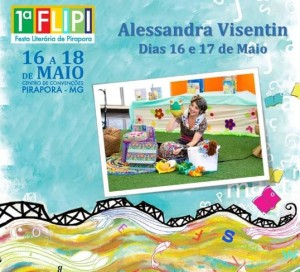 1ª FLIPI
Festa Literária de Pirapora
16 A 18
DE MAIO
CENTRO DE CONVENÇÕES
PIRAPORA - MG
Alessandra Visentin
Dias 16 e 17 de Maio